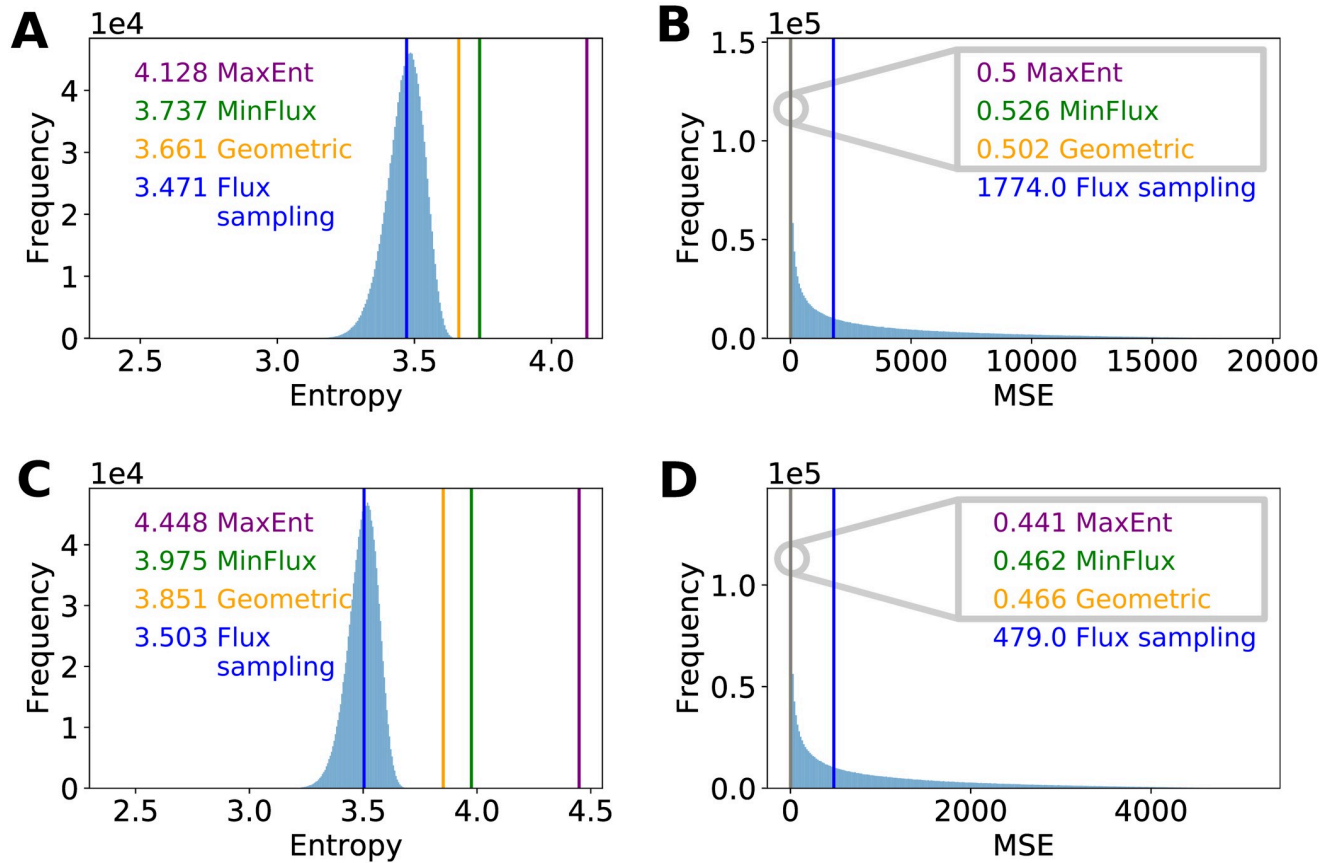 A
1e4
4.128 MaxEnt
3.737 MinFlux
3.661 Geometric
3.471 Flux
sampling
Frequency
4
3
2
1
0
2.5 3.0 3.5 4.0
Entropy
B
1e5
0.5 MaxEnt
0.526 MinFlux
0.502 Geometric
1774.0 Flux sampling
Frequency
1.5
1.0
0.5
0.0
0 5000 10000 15000 20000
MSE
C
1e4
4.448 MaxEnt
3.975 MinFlux
3.851 Geometric
3.503 Flux
sampling
Frequency
4
3
2
1
0
2.5 3.0 3.5 4.0 4.5
Entropy
D
1e5
0.441 MaxEnt
0.462 MinFlux
0.466 Geometric
479.0 Flux sampling
Frequency
1.0
0.5
0.0
0 2000 4000
MSE